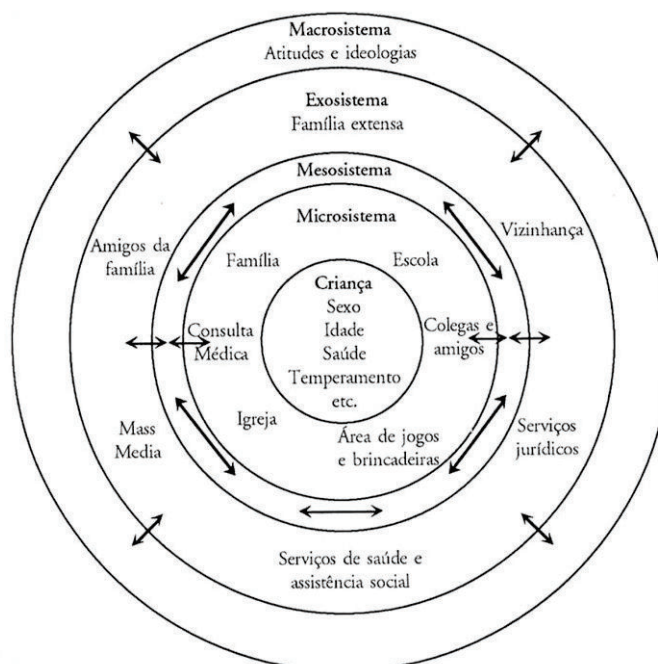 Macrosistema
Atitudes e ideologias
Exosistema
Família extensa
Mesosistema
Microsistema
Amigos da
família
Vizinhança
Família
Escola
Criança
Sexo
Idade
Saúde
Temperamento
etc.
Consulta
Médica
Colegas e
amigos
Igreja
Área de jogos
e brincadeiras
Mass
Media
Serviços
jurídicos
Serviços de saúde e
assistência social